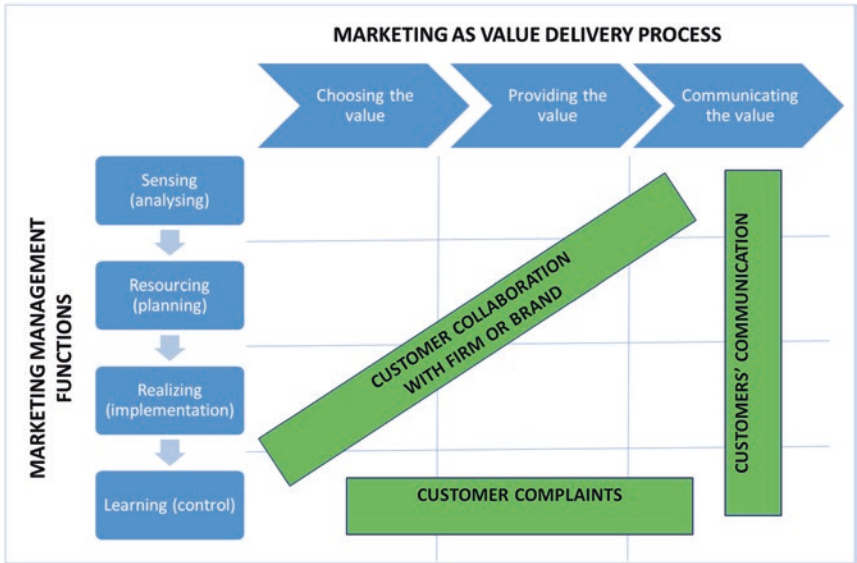 MARKETING AS VALUE DELIVERY PROCESS
Choosing the
value
Providing the
value
Communicating
the value
MARKETING MANAGEMENT
FUNCTIONS
Sensing
(analysing)
Resourcing
(planning)
Realizing
(implementation)
Learning (control)
CUSTOMER COLLABORATION
WITH FIRM OR BRAND
CUSTOMERS’ COMMUNICATION
CUSTOMER COMPLAINTS